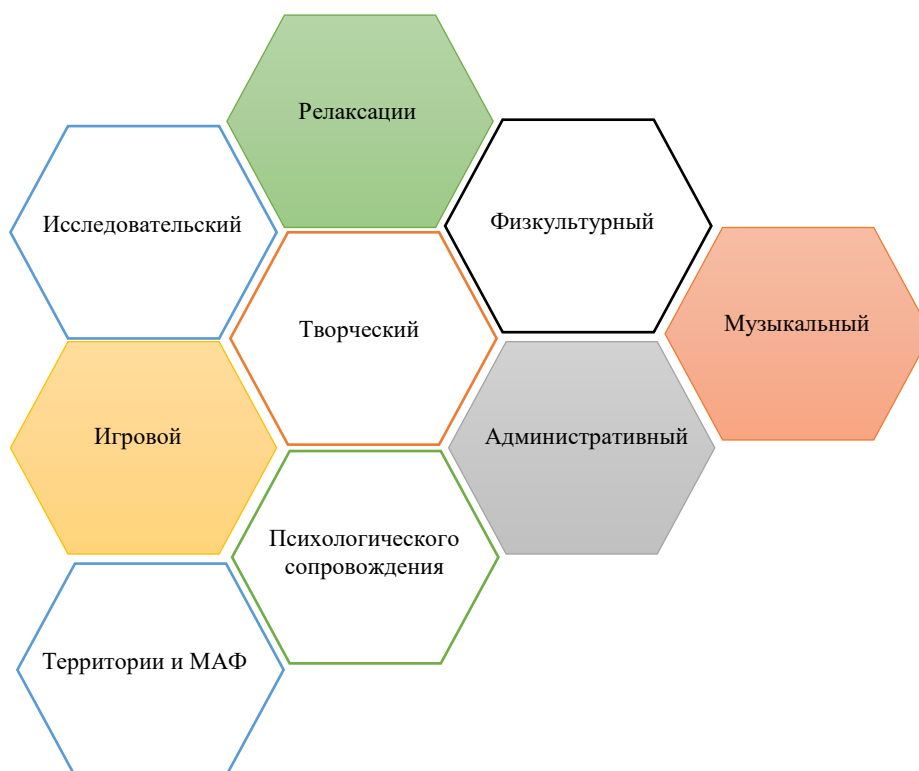 Релаксации
Исследовательский
Физкультурный
Музыкальный
Творческий
Игровой
Административный
Психологического
сопровождения
Территории и МАФ